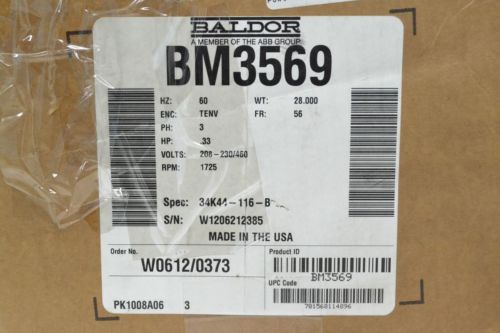 BALDOR
A MEMBER OF THE ABB GROUP
BM3569
HZ: 60 WT: 28.000
ENC: TENV FR: 56
PH: 3
HP: .33
VOLTS: 208-230/460
RPM: 1725
Spec: 34K44-116-B
S/N: W1206212385
MADE IN THE USA
Order No. Product ID
W0612/0373 BM3569
UPC Code
781568114896
PK1008A06 3